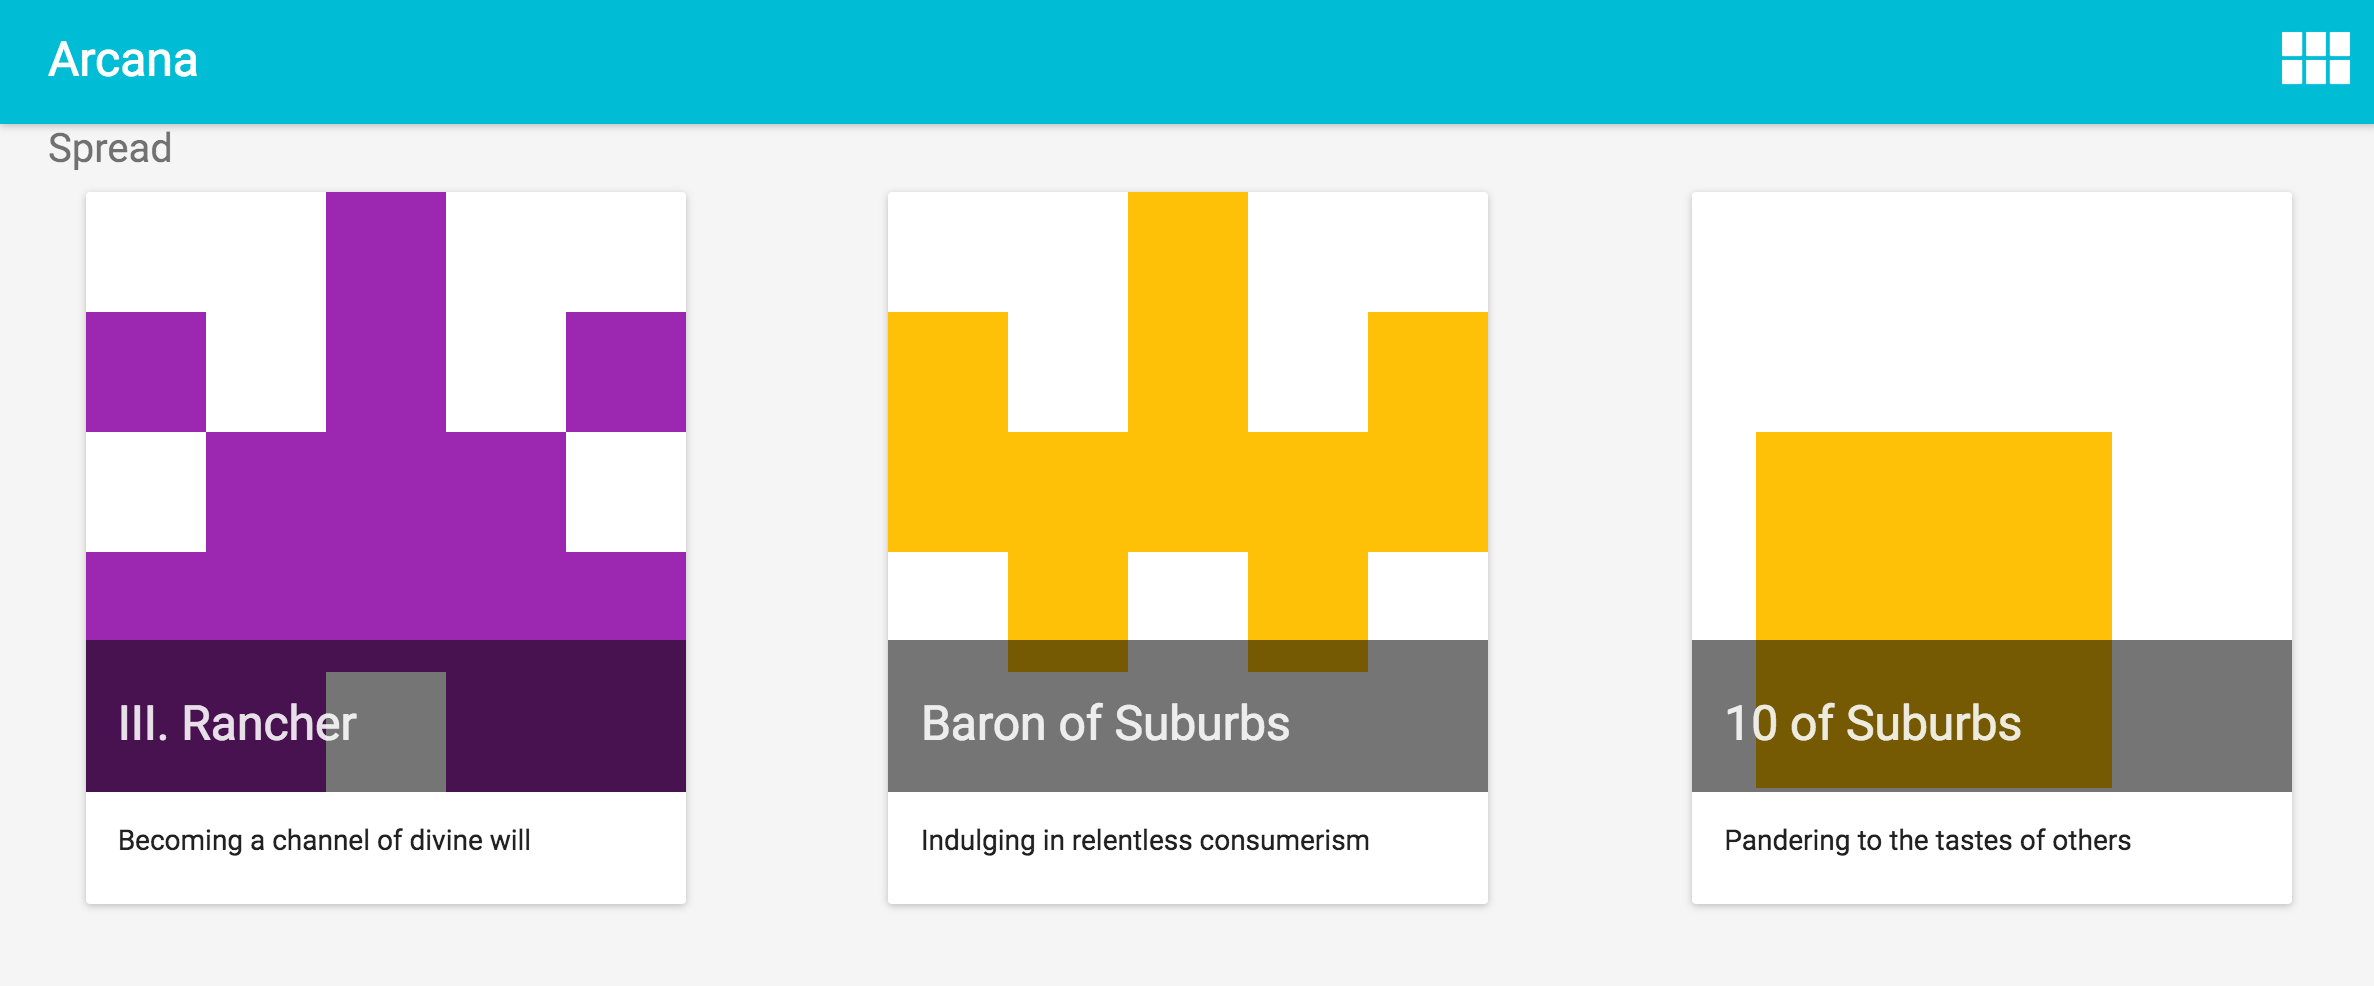 Arcana
Spread
III. Rancher
Becoming a channel of divine will
Baron of Suburbs
Indulging in relentless consumerism
10 of Suburbs
Pandering to the tastes of others